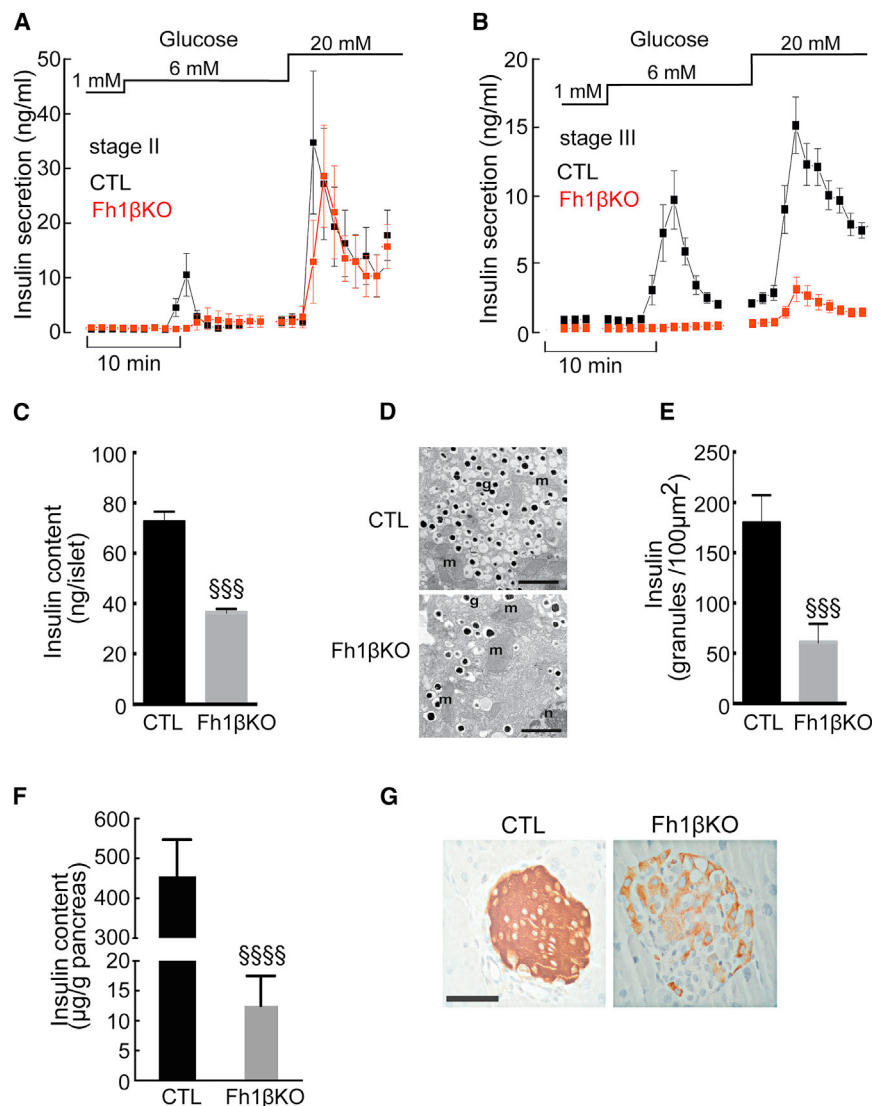 A
Glucose
20 mM
6 mM
1 mM
50
40
30
20
10
0
Insulin secretion (ng/ml)
stage II
CTL
Fh1βKO
10 min
B
Glucose
20 mM
6 mM
1 mM
20
15
10
5
0
Insulin secretion (ng/ml)
stage III
CTL
Fh1βKO
10 min
C
100
80
60
40
20
0
Insulin content
(ng/islet)
§§§
CTL Fh1βKO
D
CTL
g
m
m
Fh1βKO
g
m
m
m
n
E
250
200
150
100
50
0
Insulin
(granules /100µm²)
§§§
CTL Fh1βKO
F
600
500
400
300
20
15
10
5
0
Insulin content
(µg/g pancreas)
§§§§
CTL Fh1βKO
G
CTL
Fh1βKO